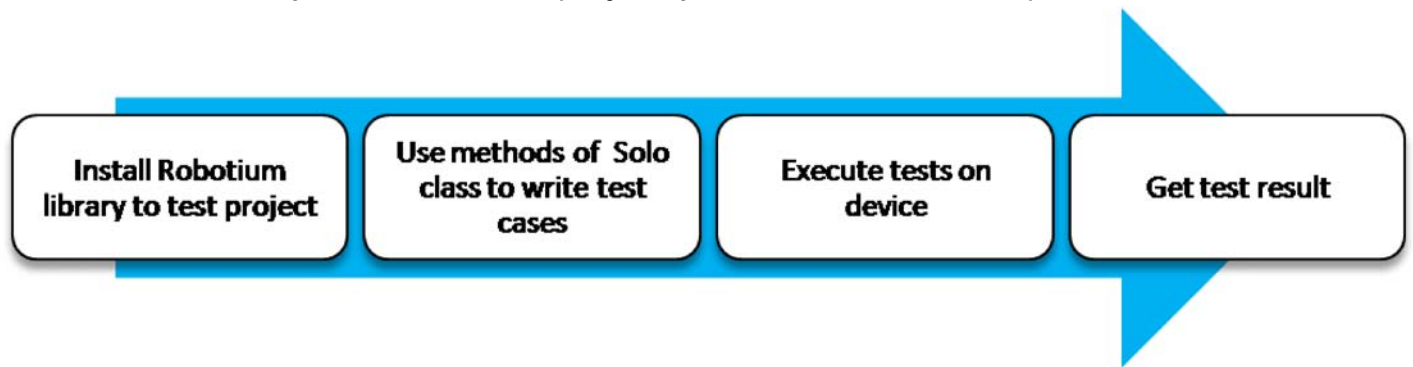 Install Robotium
library to test project
Use methods of Solo
class to write test
cases
Execute tests on
device
Get test result